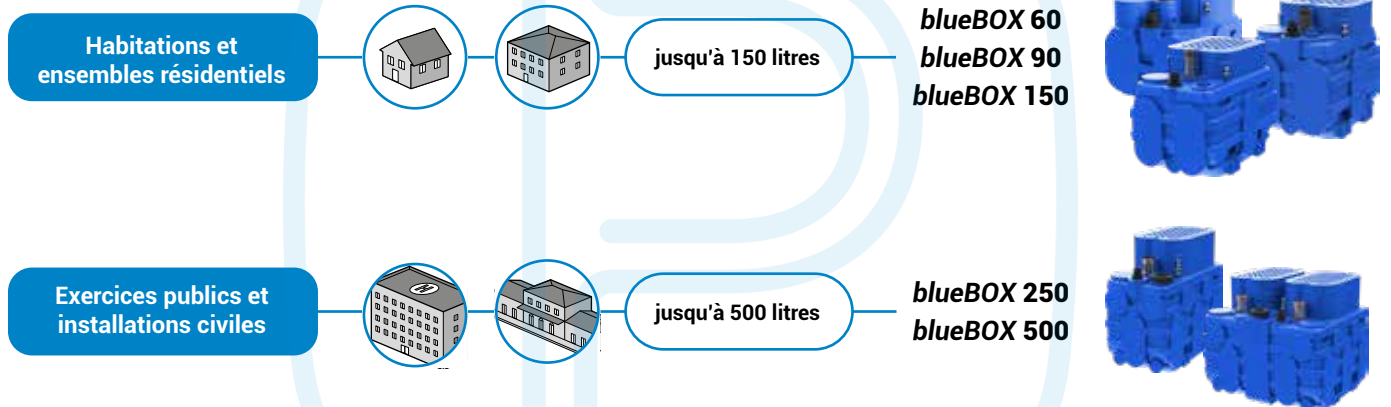 Habitations et
ensembles résidentiels
jusqu'à 150 litres
blueBOX 60
blueBOX 90
blueBOX 150
Exercices publics et
installations civiles
H
jusqu'à 500 litres
blueBOX 250
blueBOX 500